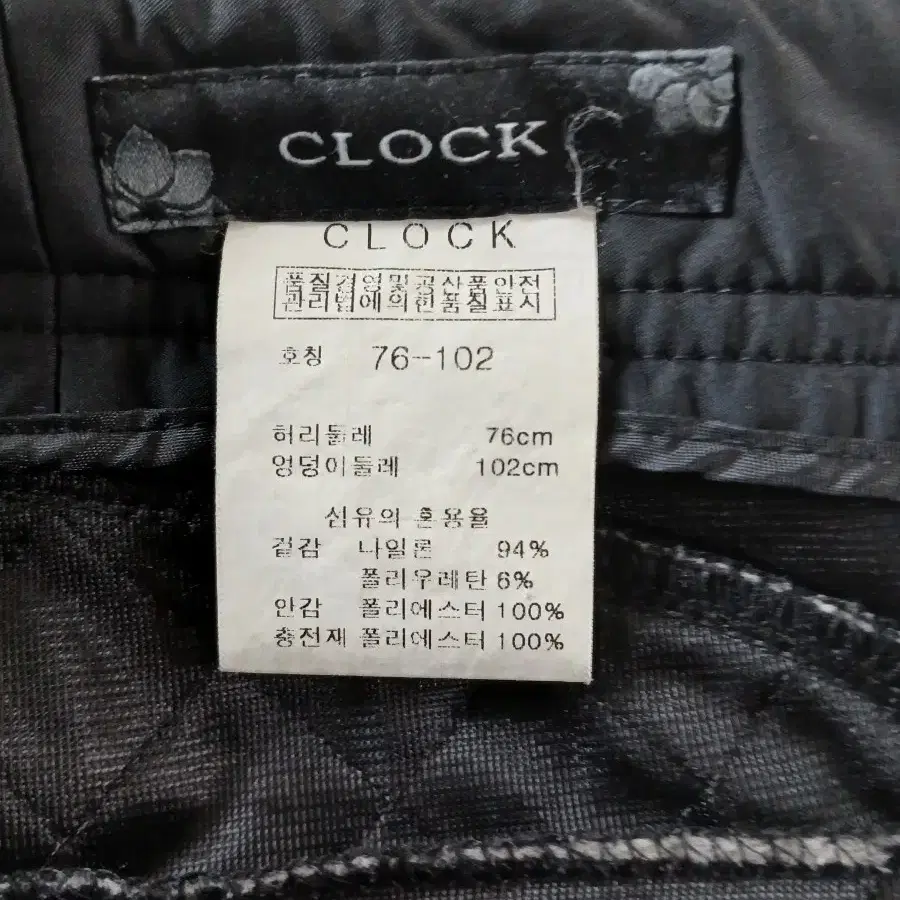 CLOCK
CLOCK
품질경영및공산품안전
관리법에의한품질표시
호칭 76-102
허리둘레 76cm
엉덩이둘레 102cm
섬유의 혼용율
겉감 나일론 94%
폴리우레탄 6%
안감 폴리에스터 100%
충전재 폴리에스터 100%